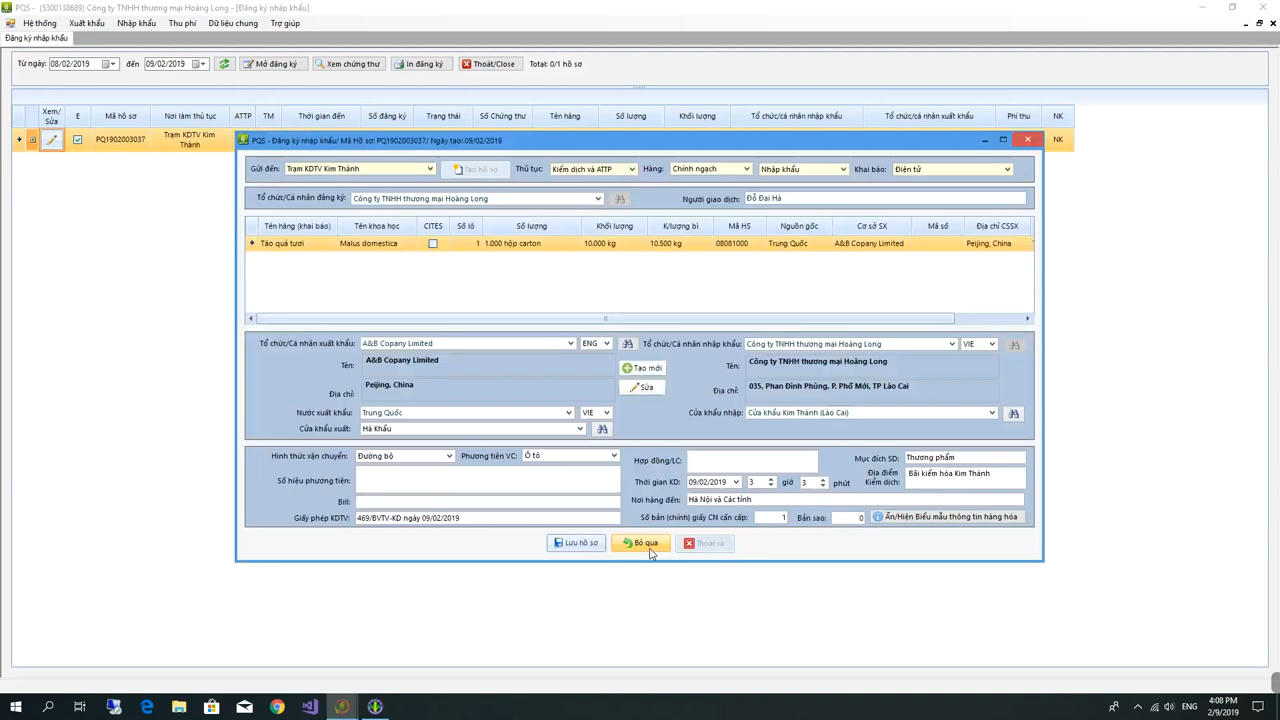 PQS - (5300138689) Công ty TNHH thương mại Hoàng Long - [Đăng ký nhập khẩu]
Hệ thống Xuất khẩu Nhập khẩu Thu phí Dữ liệu chung Trợ giúp
Đăng ký nhập khẩu
Từ ngày: 08/02/2019 đến 09/02/2019 Mở đăng ký Xem chứng thư In đăng ký Thoát/Close Total: 0/1 hồ sơ
Xem/ Sửa E Mã hồ sơ Nơi làm thủ tục ATTP TM Thời gian đến Số đăng ký Trạng thái Số Chứng thư Tên hàng Số lượng Khối lượng Tổ chức/cá nhân nhập khẩu Tổ chức/cá nhân xuất khẩu Phí thu NK
PQ1902003037 Trạm KDTV Kim Thành NK
PQS - Đăng ký nhập khẩu/ Mã Hồ sơ: PQ1902003037/ Ngày tạo: 09/02/2019
Gửi đến: Trạm KDTV Kim Thành Tạo hồ sơ Thủ tục: Kiểm dịch và ATTP Hàng: Chính ngạch Nhập khẩu Khai báo: Điện tử
Tổ chức/Cá nhân đăng ký: Công ty TNHH thương mại Hoàng Long Người giao dịch: Đỗ Đại Hà
Tên hàng (khai báo) Tên khoa học CITES Số lô Số lượng Khối lượng K/lượng bì Mã HS Nguồn gốc Cơ sở SX Mã số Địa chỉ CSSX
Táo quả tươi Malus domestica 1 1.000 hộp carton 10.000 kg 10.500 kg 08081000 Trung Quốc A&B Copany Limited Peijing, China
Tổ chức/Cá nhân xuất khẩu: A&B Copany Limited ENG Tổ chức/Cá nhân nhập khẩu: Công ty TNHH thương mại Hoàng Long VIE
Tên: A&B Copany Limited Tạo mới Tên: Công ty TNHH thương mại Hoàng Long
Địa chỉ: Peijing, China Sửa Địa chỉ: 035, Phan Đình Phùng, P. Phố Mới, TP Lào Cai
Nước xuất khẩu: Trung Quốc VIE Cửa khẩu nhập: Cửa khẩu Kim Thành (Lào Cai)
Cửa khẩu xuất: Hà Khẩu
Hình thức vận chuyển: Đường bộ Phương tiện VC: Ô tô Hợp đồng/LC: Mục đích SD: Thương phẩm
Số hiệu phương tiện: Thời gian KD: 09/02/2019 3 giờ 3 phút Địa điểm Kiểm dịch: Bãi kiểm hóa Kim Thành
Bill: Nơi hàng đến: Hà Nội và Các tỉnh
Giấy phép KDTV: 469/BVTV-KD ngày 09/02/2019 Số bản (chính) giấy CN cần cấp: 1 Bản sao: 0 Ẩn/Hiện Biểu mẫu thông tin hàng hóa
Lưu hồ sơ Bỏ qua Thoát ra
ENG 4:08 PM
2/9/2019